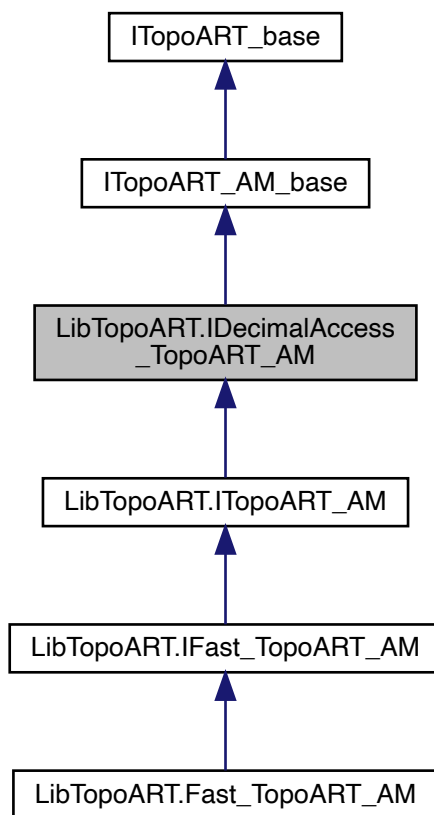 ITopoART_base
ITopoART_AM_base
LibTopoART.IDecimalAccess
_TopoART_AM
LibTopoART.ITopoART_AM
LibTopoART.IFast_TopoART_AM
LibTopoART.Fast_TopoART_AM